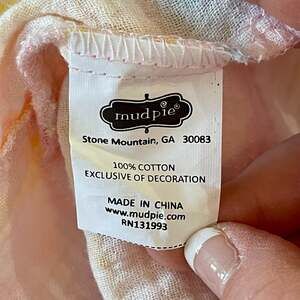 mudpie®
Stone Mountain, GA 30083
100% COTTON
EXCLUSIVE OF DECORATION
MADE IN CHINA
www.mudpie.com
RN131993